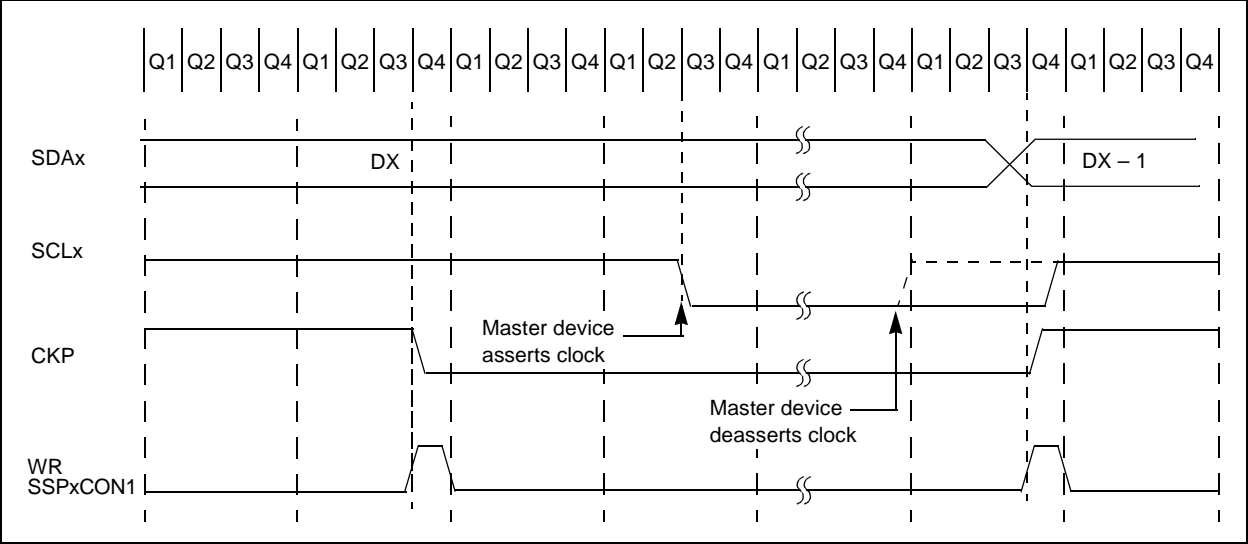 Q1 Q2 Q3 Q4 Q1 Q2 Q3 Q4 Q1 Q2 Q3 Q4 Q1 Q2 Q3 Q4 Q1 Q2 Q3 Q4 Q1 Q2 Q3 Q4 Q1 Q2 Q3 Q4
SDAx
DX
DX – 1
SCLx
Master device
asserts clock
CKP
Master device
deasserts clock
WR
SSPxCON1